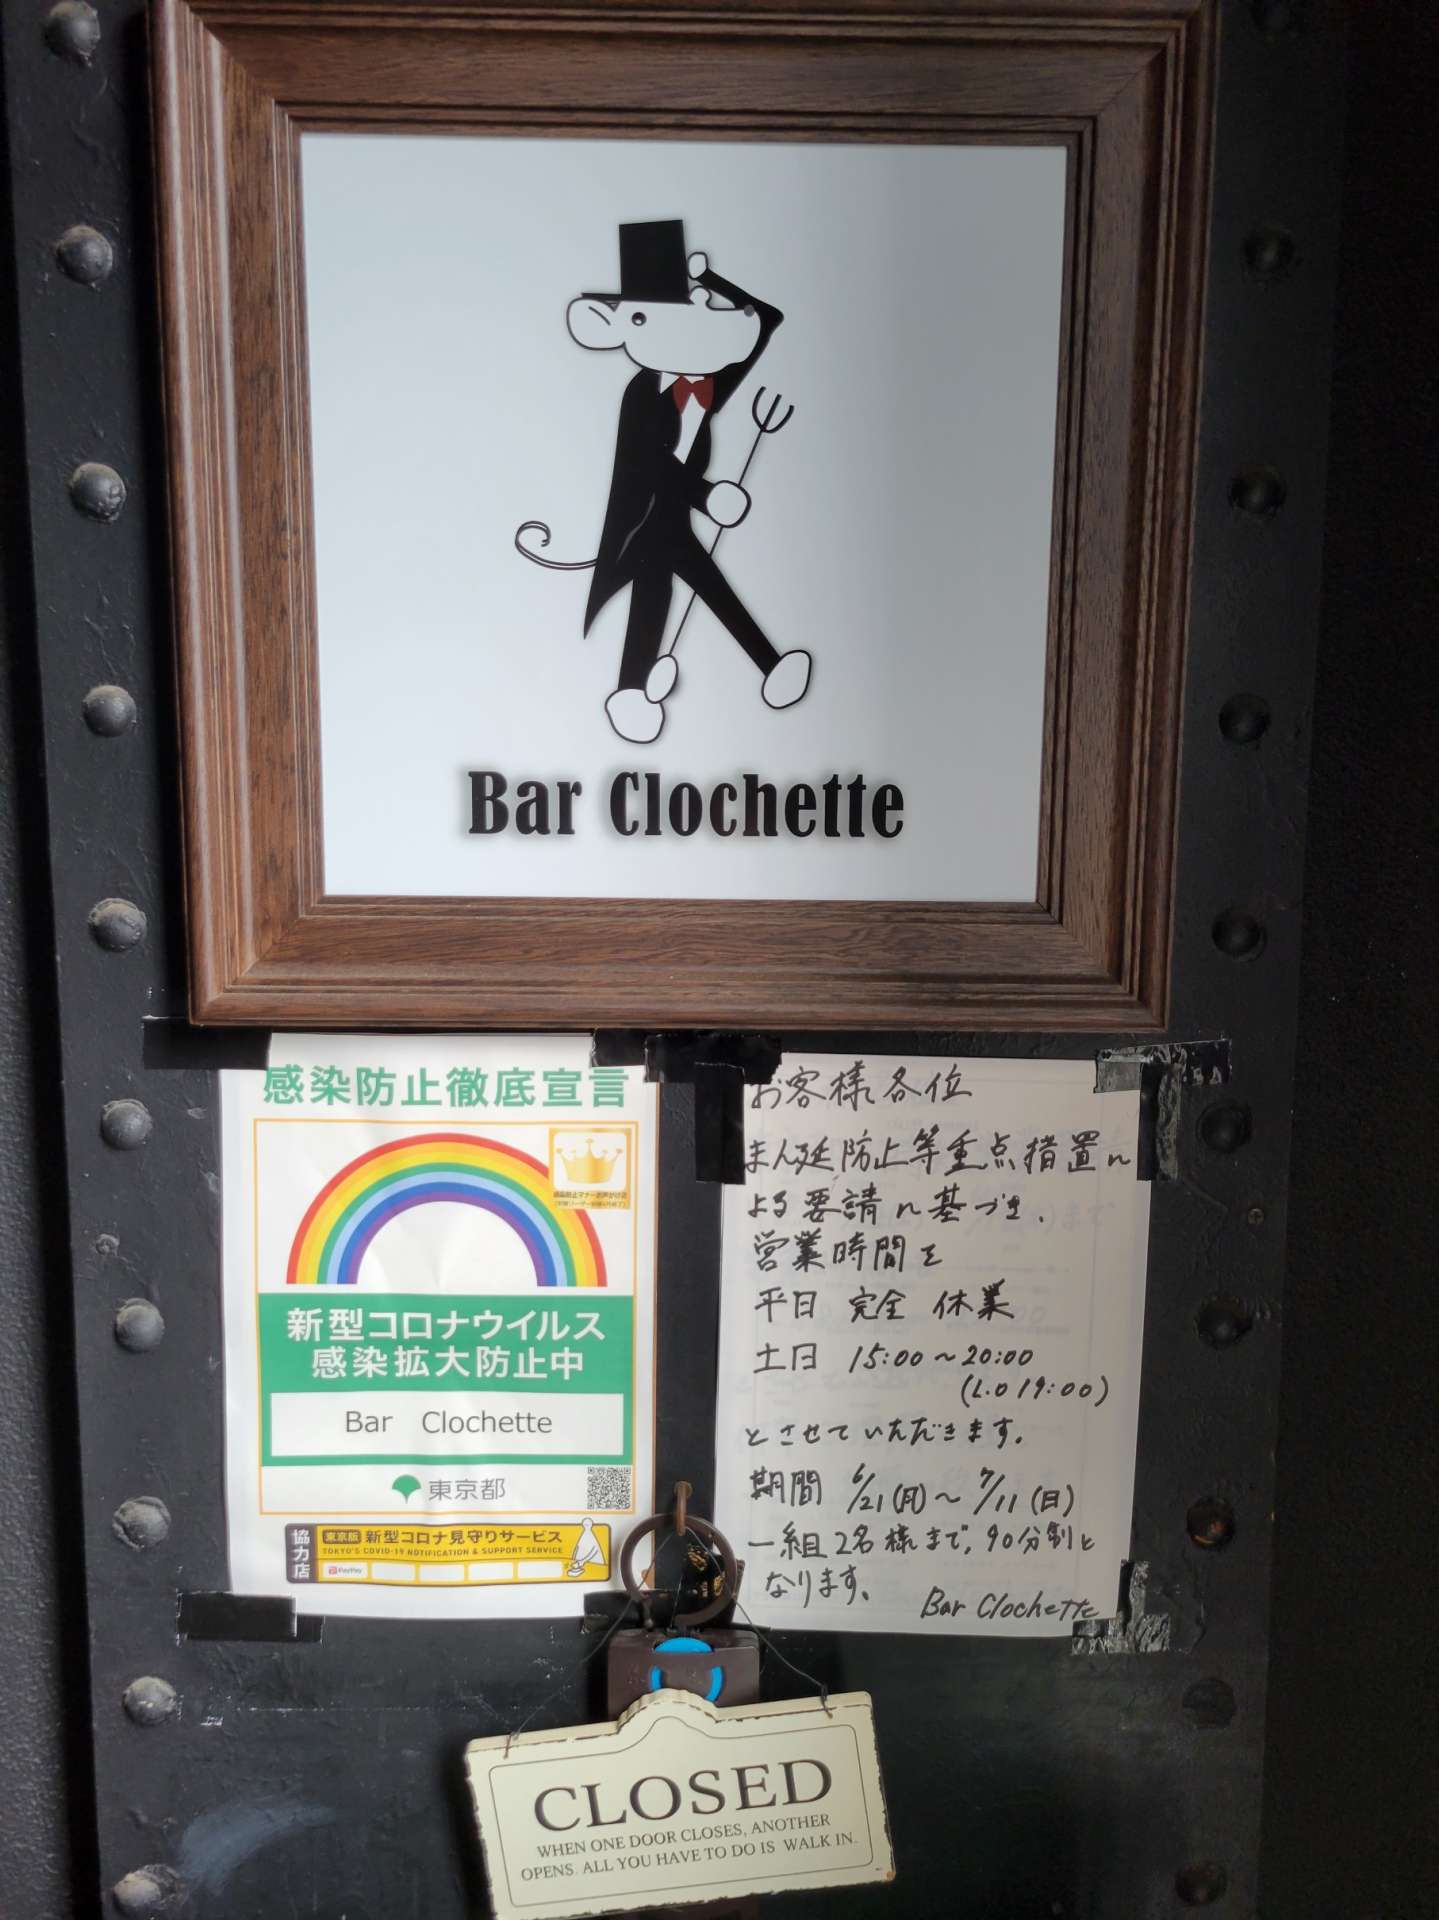 Bar Clochette
感染防止徹底宣言
新型コロナウイルス
感染拡大防止中
Bar Clochette
東京都
協力店
東京版 新型コロナ見守りサービス
TOKYO'S COVID-19 NOTIFICATION & SUPPORT SERVICE
PayPay
お客様各位
まん延防止等重点措置に
よる要請に基づき、
営業時間を
平日 完全 休業
土日 15:00～20:00
(L.O 19:00)
とさせていただきます。
期間 6/21(月)～7/11(日)
一組2名様まで、90分制と
なります。
Bar Clochette
CLOSED
WHEN ONE DOOR CLOSES, ANOTHER
OPENS. ALL YOU HAVE TO DO IS WALK IN.